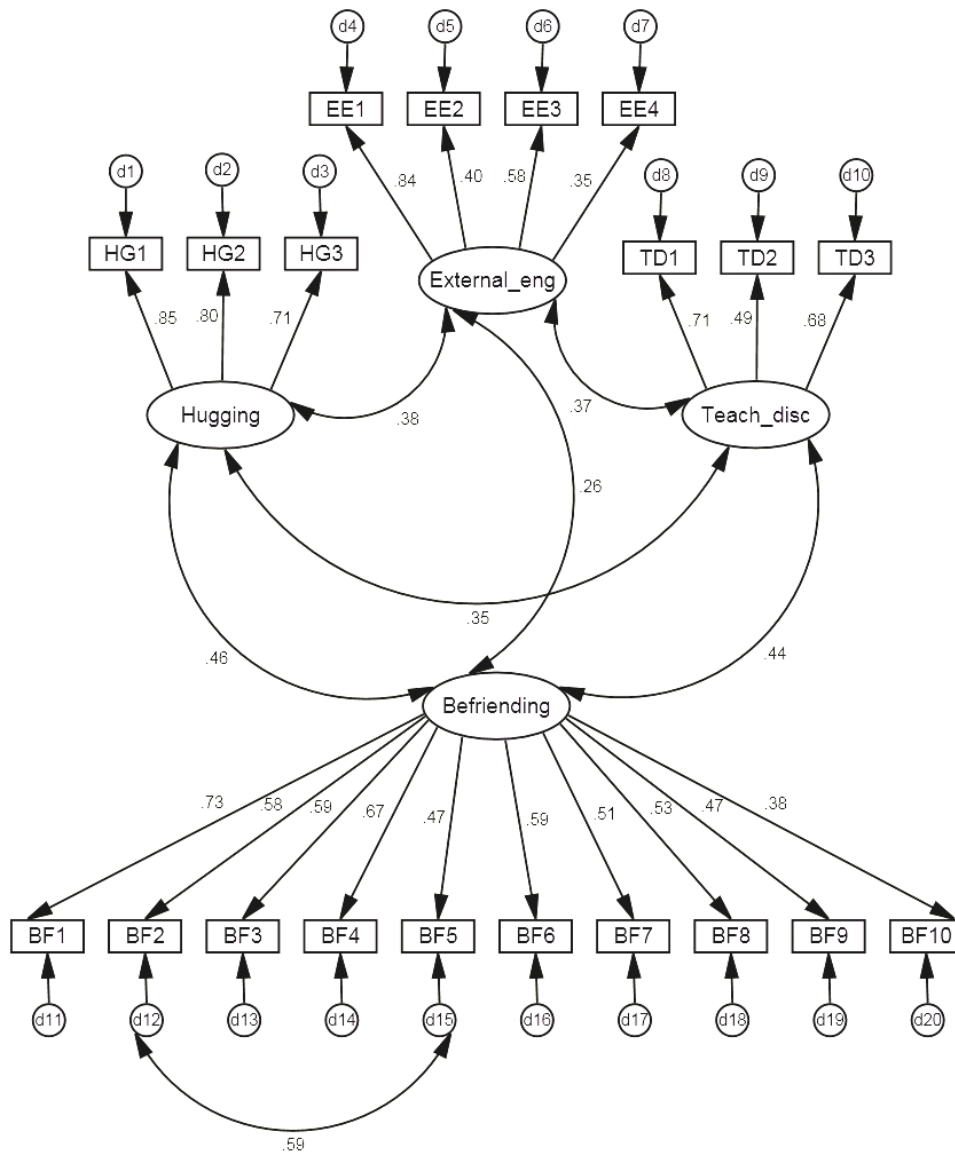 d4 d5 d6 d7
EE1 EE2 EE3 EE4
d1 d2 d3 d8 d9 d10
.84 .40 .58 .35
HG1 HG2 HG3 TD1 TD2 TD3
External_eng
.85 .80 .71 .71 .49 .68
Hugging Teach_disc
.38 .37
.26
.35
.46 .44
Befriending
.73 .58 .59 .67 .47 .59 .51 .53 .47 .38
BF1 BF2 BF3 BF4 BF5 BF6 BF7 BF8 BF9 BF10
d11 d12 d13 d14 d15 d16 d17 d18 d19 d20
.59